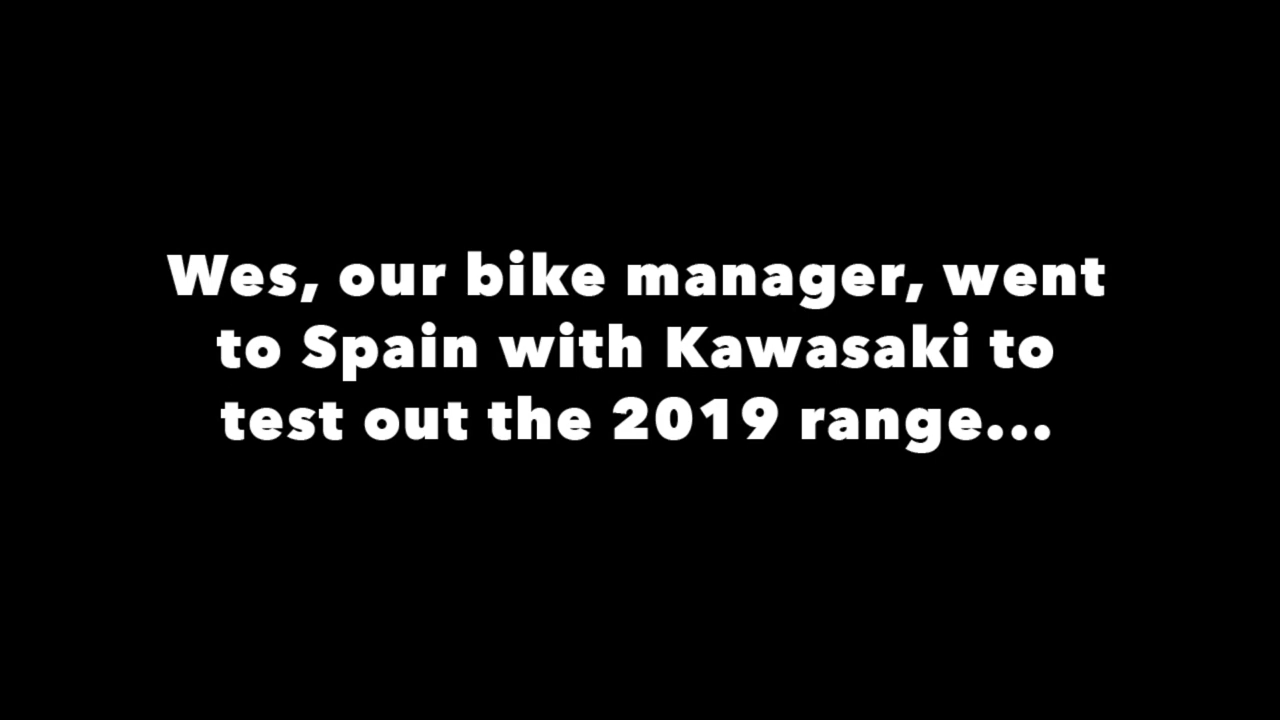 Wes, our bike manager, went
to Spain with Kawasaki to
test out the 2019 range...